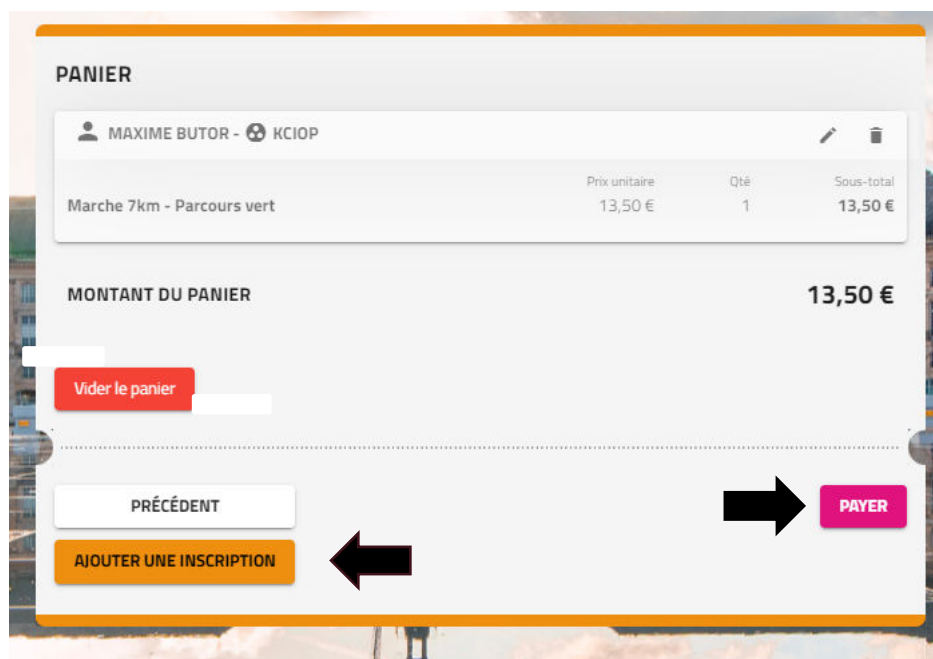 PANIER
MAXIME BUTOR - KCIOP
Prix unitaire Qté Sous-total
Marche 7km - Parcours vert 13,50 € 1 13,50 €
MONTANT DU PANIER 13,50 €
Vider le panier
PRÉCÉDENT PAYER
AJOUTER UNE INSCRIPTION